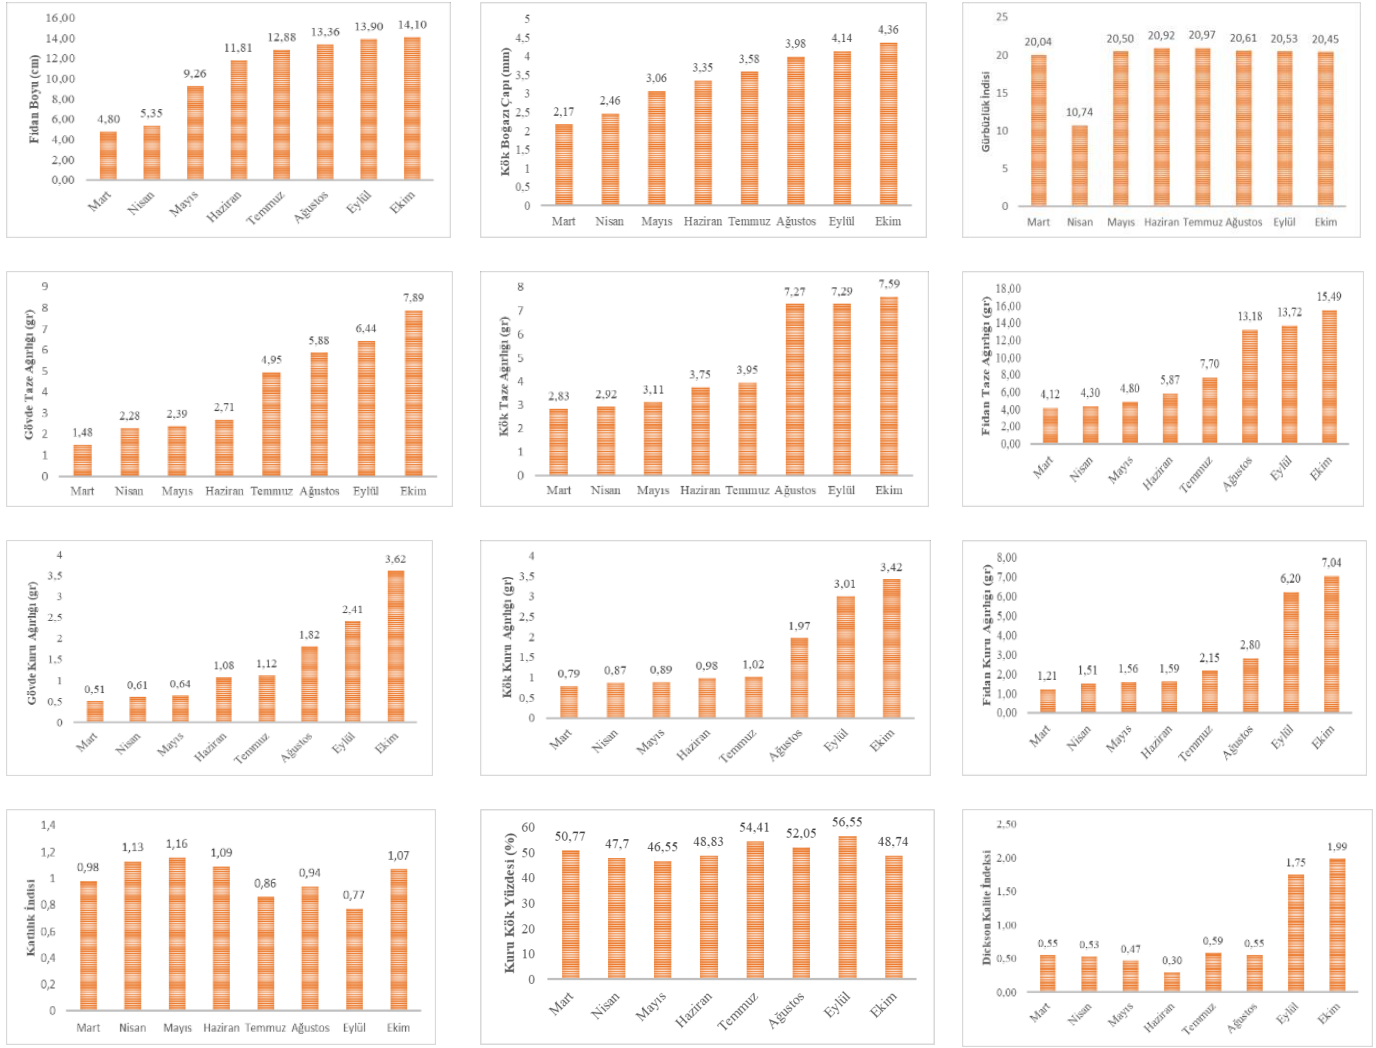 Fidan Boyu (cm)
16,00
14,00
12,00
10,00
8,00
6,00
4,00
2,00
0,00
4,80
5,35
9,26
11,81
12,88
13,36
13,90
14,10
Mart
Nisan
Mayıs
Haziran
Temmuz
Ağustos
Eylül
Ekim
Kök Boğazı Çapı (mm)
5
4,5
4
3,5
3
2,5
2
1,5
1
0,5
0
2,17
2,46
3,06
3,35
3,58
3,98
4,14
4,36
Mart Nisan Mayıs Haziran Temmuz Ağustos Eylül Ekim
Gürbüzlük İndisi
25
20
15
10
5
0
20,04
10,74
20,50
20,92
20,97
20,61
20,53
20,45
Mart Nisan Mayıs Haziran Temmuz Ağustos Eylül Ekim
Gövde Taze Ağırlığı (gr)
9
8
7
6
5
4
3
2
1
0
1,48
2,28
2,39
2,71
4,95
5,88
6,44
7,89
Mart Nisan Mayıs Haziran Temmuz Ağustos Eylül Ekim
Kök Taze Ağırlığı (gr)
8
7
6
5
4
3
2
1
0
2,83
2,92
3,11
3,75
3,95
7,27
7,29
7,59
Mart Nisan Mayıs Haziran Temmuz Ağustos Eylül Ekim
Fidan Taze Ağırlığı (gr)
18,00
16,00
14,00
12,00
10,00
8,00
6,00
4,00
2,00
0,00
4,12
4,30
4,80
5,87
7,70
13,18
13,72
15,49
Mart
Nisan
Mayıs
Haziran
Temmuz
Ağustos
Eylül
Ekim
Gövde Kuru Ağırlığı (gr)
4
3,5
3
2,5
2
1,5
1
0,5
0
0,51
0,61
0,64
1,08
1,12
1,82
2,41
3,62
Mart
Nisan
Mayıs
Haziran
Temmuz
Ağustos
Eylül
Ekim
Kök Kuru Ağırlığı (gr)
4
3,5
3
2,5
2
1,5
1
0,5
0
0,79
0,87
0,89
0,98
1,02
1,97
3,01
3,42
Mart
Nisan
Mayıs
Haziran
Temmuz
Ağustos
Eylül
Ekim
Fidan Kuru Ağırlığı (gr)
8,00
7,00
6,00
5,00
4,00
3,00
2,00
1,00
0,00
1,21
1,51
1,56
1,59
2,15
2,80
6,20
7,04
Mart
Nisan
Mayıs
Haziran
Temmuz
Ağustos
Eylül
Ekim
Katlılık İndisi
1,4
1,2
1
0,8
0,6
0,4
0,2
0
0,98
1,13
1,16
1,09
0,86
0,94
0,77
1,07
Mart Nisan Mayıs Haziran Temmuz Ağustos Eylül Ekim
Kuru Kök Yüzdesi (%)
60
50
40
30
20
10
0
50,77
47,7
46,55
48,83
54,41
52,05
56,55
48,74
Mart
Nisan
Mayıs
Haziran
Temmuz
Ağustos
Eylül
Ekim
Dickson Kalite İndeksi
2,50
2,00
1,50
1,00
0,50
0,00
0,55
0,53
0,47
0,30
0,59
0,55
1,75
1,99
Mart
Nisan
Mayıs
Haziran
Temmuz
Ağustos
Eylül
Ekim